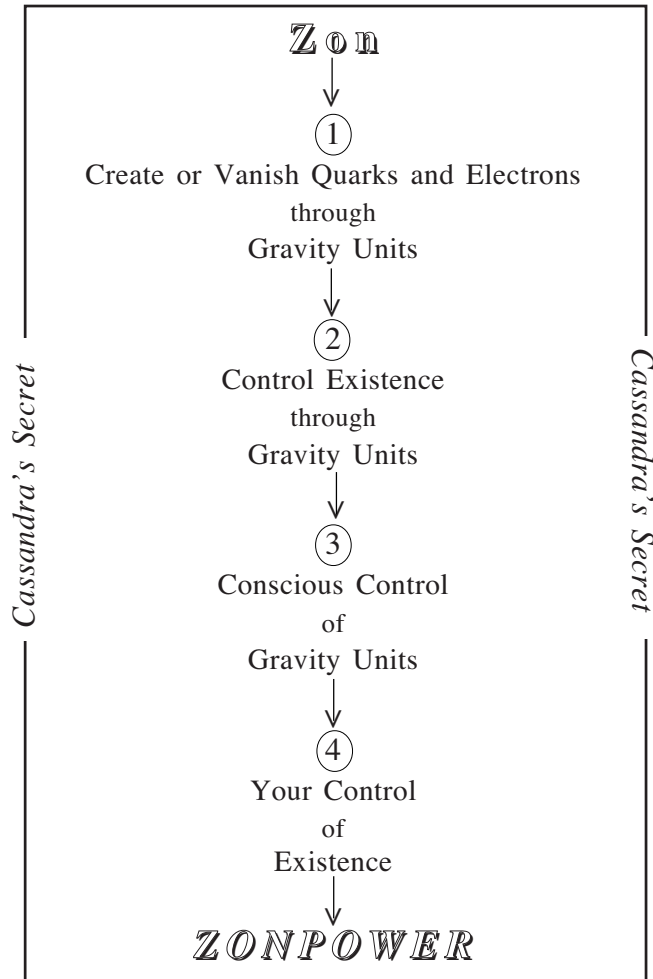 Zon
1
Create or Vanish Quarks and Electrons
through
Gravity Units
2
Control Existence
through
Gravity Units
3
Conscious Control
of
Gravity Units
4
Your Control
of
Existence
ZONPOWER
Cassandra's Secret
Cassandra's Secret